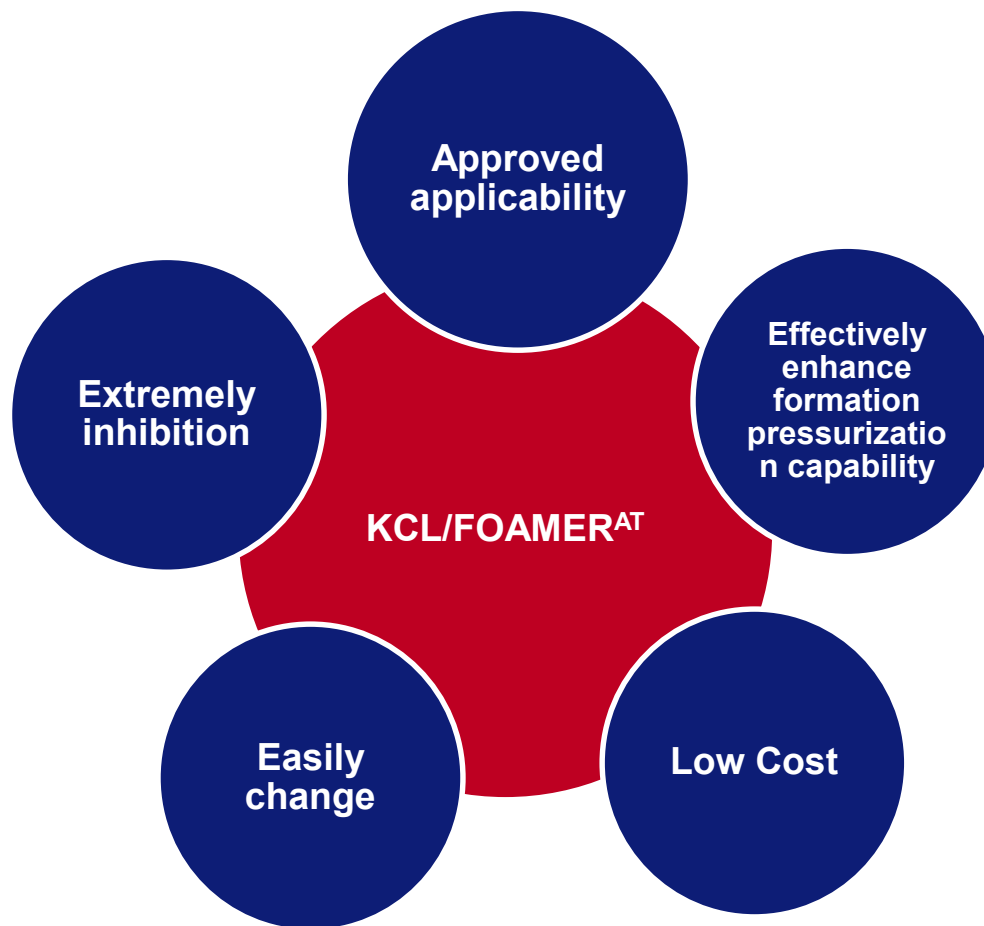 Approved
applicability
Effectively
enhance
formation
pressurizatio
n capability
Extremely
inhibition
KCL/FOAMERᴬᵀ
Low Cost
Easily
change